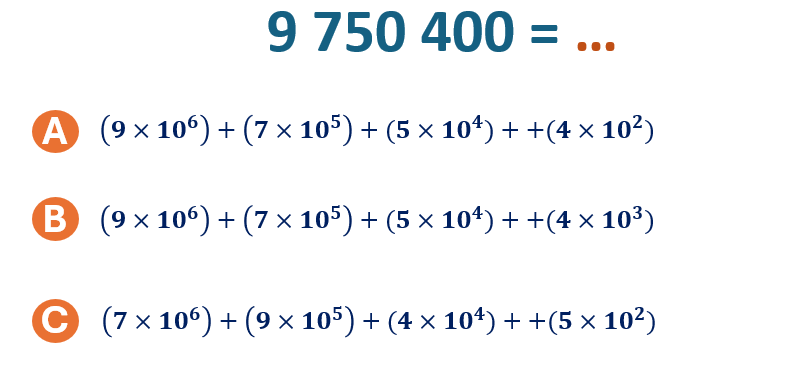 9 750 400 = ...
A (9 × 10⁶) + (7 × 10⁵) + (5 × 10⁴) + +(4 × 10²)
B (9 × 10⁶) + (7 × 10⁵) + (5 × 10⁴) + +(4 × 10³)
C (7 × 10⁶) + (9 × 10⁵) + (4 × 10⁴) + +(5 × 10²)